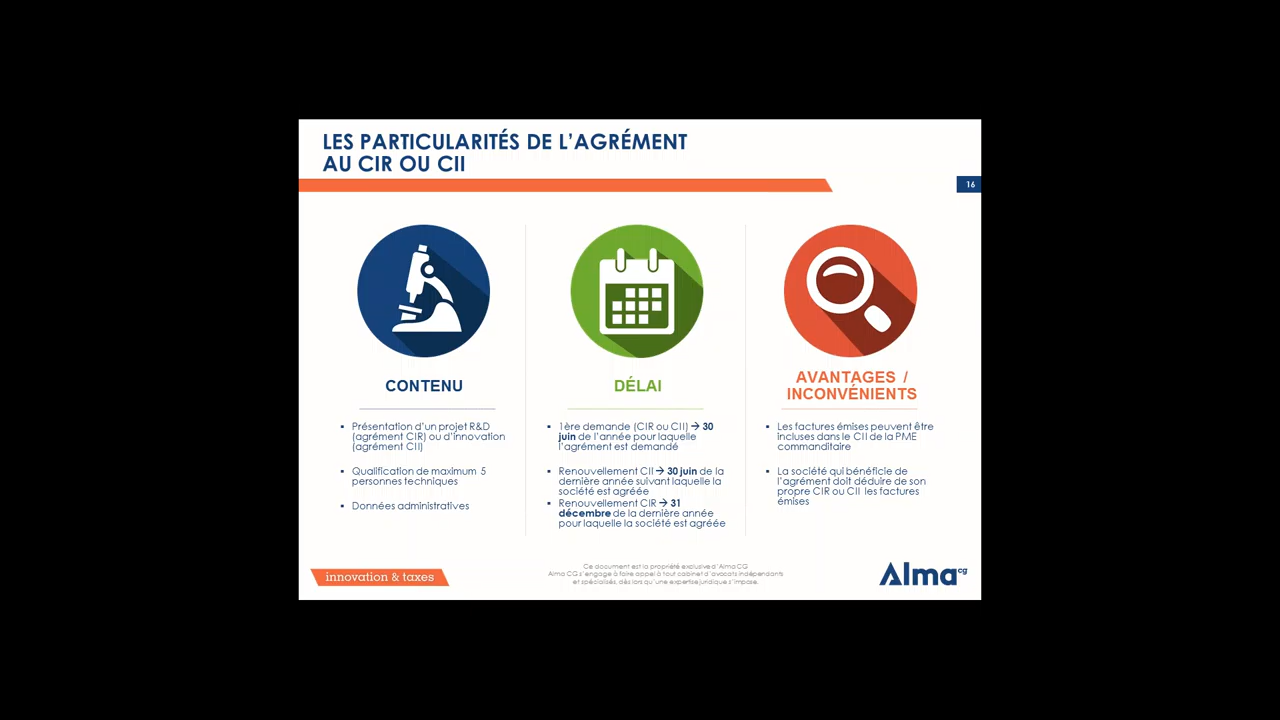 LES PARTICULARITÉS DE L'AGRÉMENT
AU CIR OU CII
16
CONTENU
▪ Présentation d'un projet R&D
(agrément CIR) ou d'innovation
(agrément CII)
▪ Qualification de maximum 5
personnes techniques
▪ Données administratives
DÉLAI
▪ 1ère demande (CIR ou CII) → 30
juin de l'année pour laquelle
l'agrément est demandé
▪ Renouvellement CII → 30 juin de la
dernière année suivant laquelle la
société est agréée
▪ Renouvellement CIR → 31
décembre de la dernière année
pour laquelle la société est agréée
AVANTAGES /
INCONVÉNIENTS
▪ Les factures émises peuvent être
incluses dans le CII de la PME
commanditaire
▪ La société qui bénéficie de
l'agrément doit déduire de son
propre CIR ou CII les factures
émises
innovation & taxes
Ce document est la propriété exclusive d'Alma CG
Alma CG s'engage à faire appel à tout cabinet d'avocats indépendants
et spécialisés, dès lors qu'une expertise juridique s'impose.
Alma cg